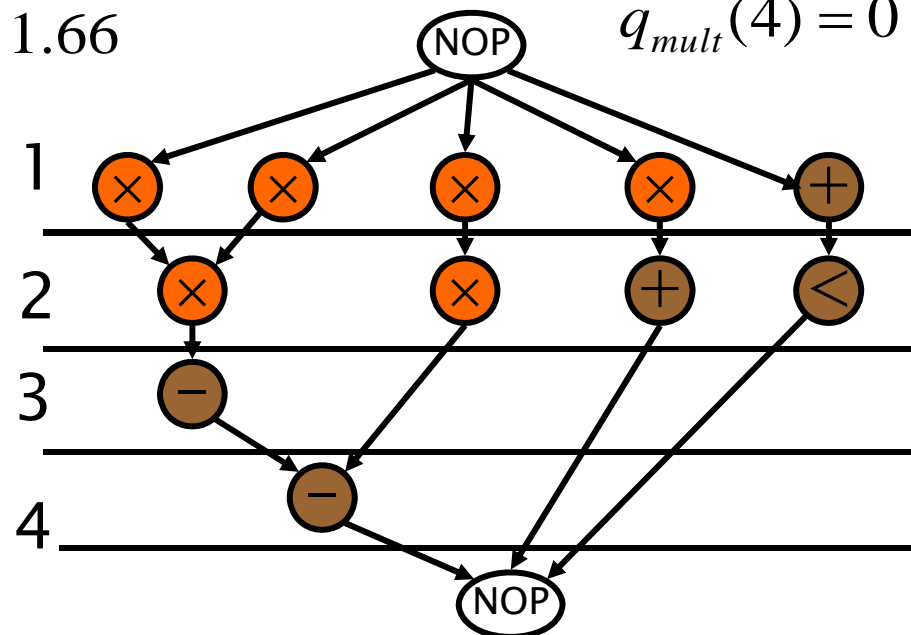 1.66
q_mult(4) = 0
NOP
1
× × × × +
2
× × + <
3
−
−
4
NOP